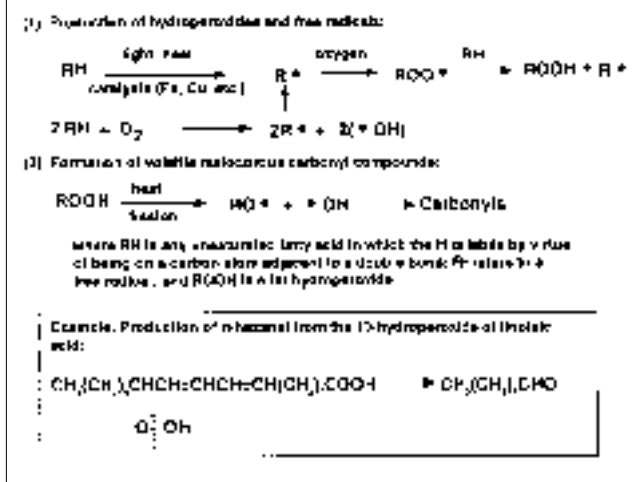 (1) Production of hydroperoxides and free radicals:
light heat oxygen RH
RH R• ROO• ROOH + R•
catalysts (Fe, Cu etc)
2RH + O2 2R• + 2(•OH)
(2) Formation of volatile malodorous carbonyl compounds:
heat
ROOH RO• + •OH Carbonyls
fission
where RH is any unsaturated fatty acid in which the H is labile by virtue
of being on a carbon atom adjacent to a double bond; R• refers to a
free radical, and ROOH is a hydroperoxide
Example. Production of n-hexanal from the 13-hydroperoxide of linoleic
acid:
CH3(CH2)4CHCH=CHCH=CH(CH2)7COOH CH3(CH2)4CHO
O OH